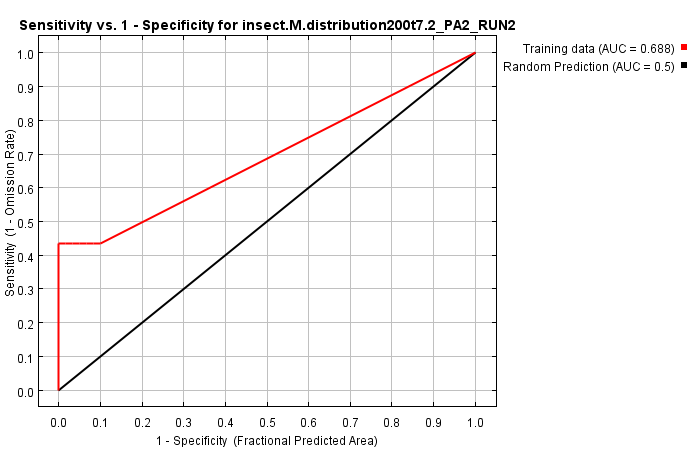 Sensitivity vs. 1 - Specificity for insect.M.distribution200t7.2_PA2_RUN2
Training data (AUC = 0.688)
Random Prediction (AUC = 0.5)
Sensitivity (1 - Omission Rate)
1.0
0.9
0.8
0.7
0.6
0.5
0.4
0.3
0.2
0.1
0.0
0.0 0.1 0.2 0.3 0.4 0.5 0.6 0.7 0.8 0.9 1.0
1 - Specificity (Fractional Predicted Area)